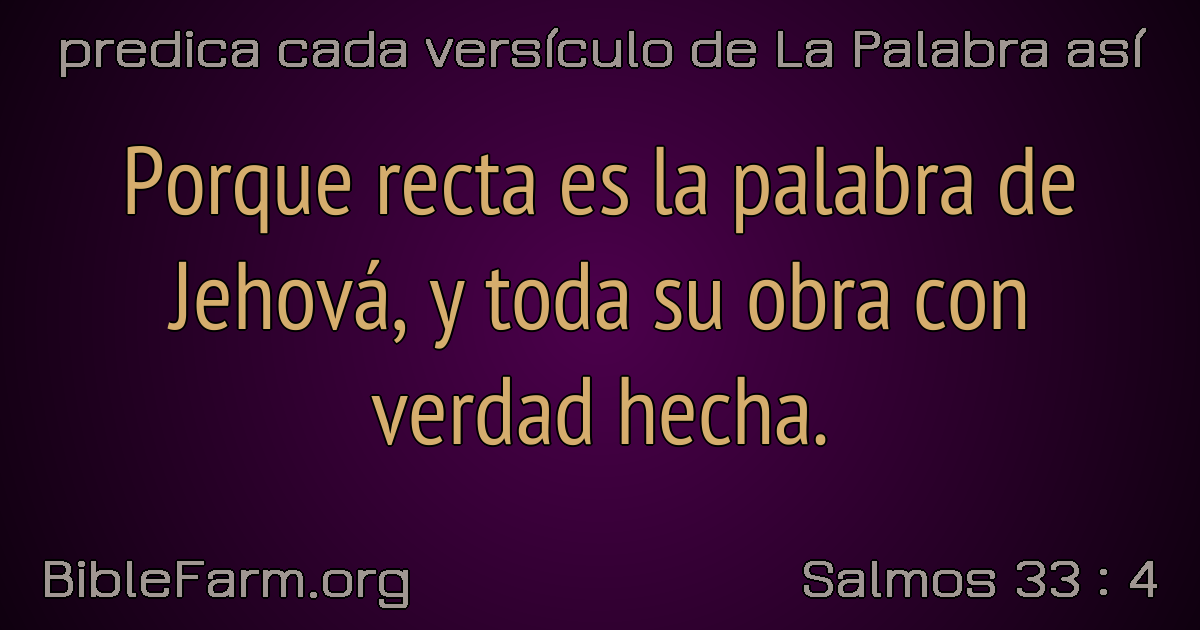 predica cada versículo de La Palabra así
Porque recta es la palabra de
Jehová, y toda su obra con
verdad hecha.
BibleFarm.org
Salmos 33 : 4